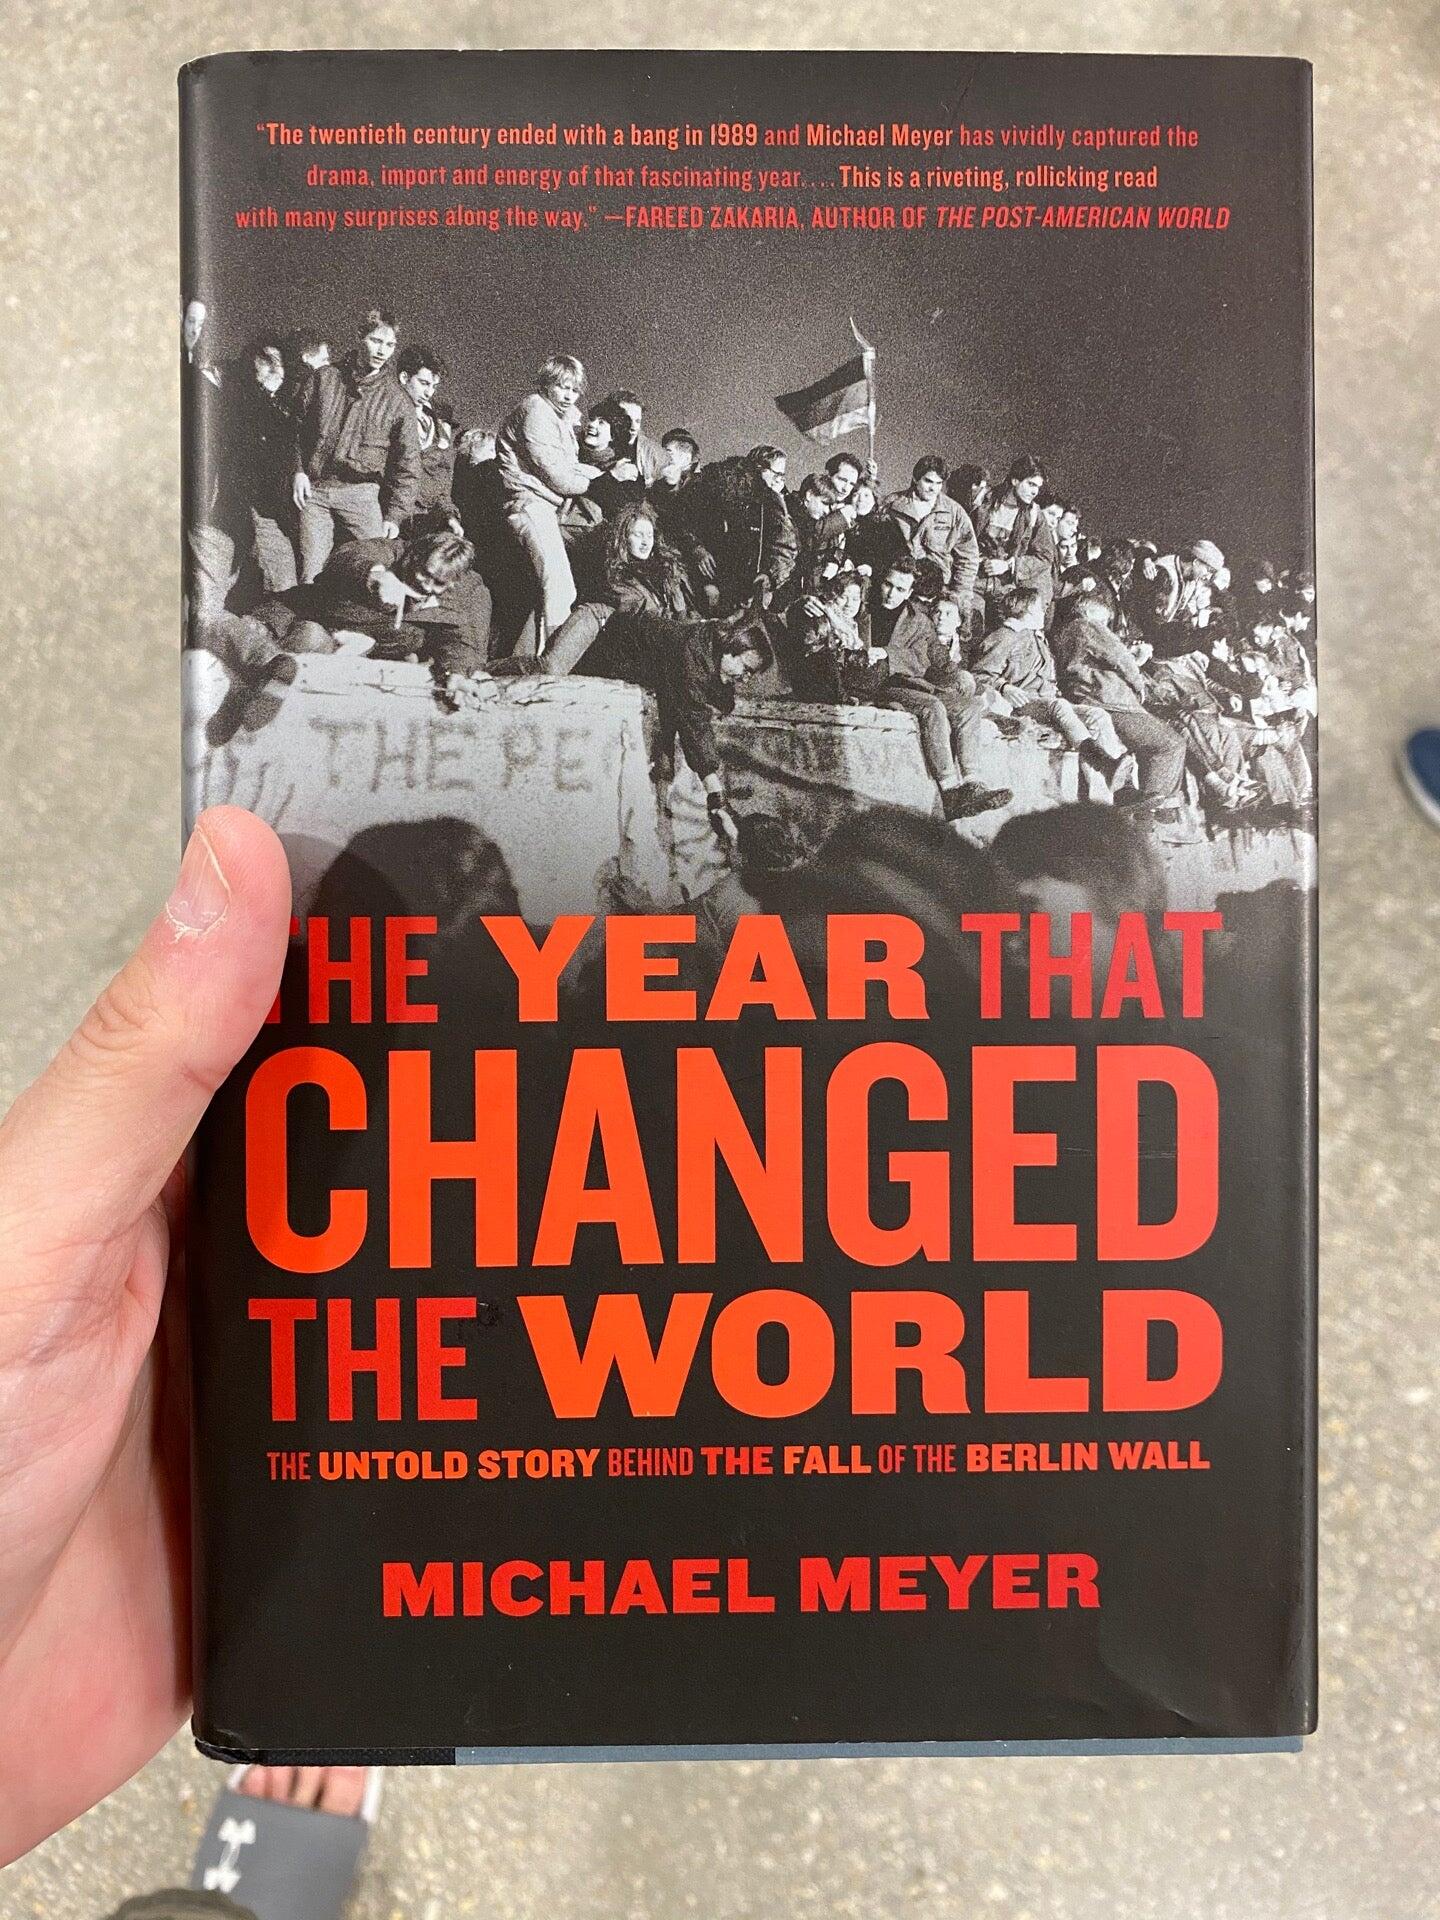 “The twentieth century ended with a bang in 1989 and Michael Meyer has vividly captured the
drama, import and energy of that fascinating year. . . . This is a riveting, rollicking read
with many surprises along the way.” —FAREED ZAKARIA, AUTHOR OF THE POST-AMERICAN WORLD
THE PE
THE YEAR THAT
CHANGED
THE WORLD
THE UNTOLD STORY BEHIND THE FALL OF THE BERLIN WALL
MICHAEL MEYER